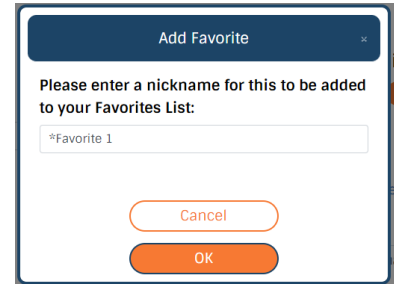 Add Favorite ×
Please enter a nickname for this to be added
to your Favorites List:
*Favorite 1
Cancel
OK